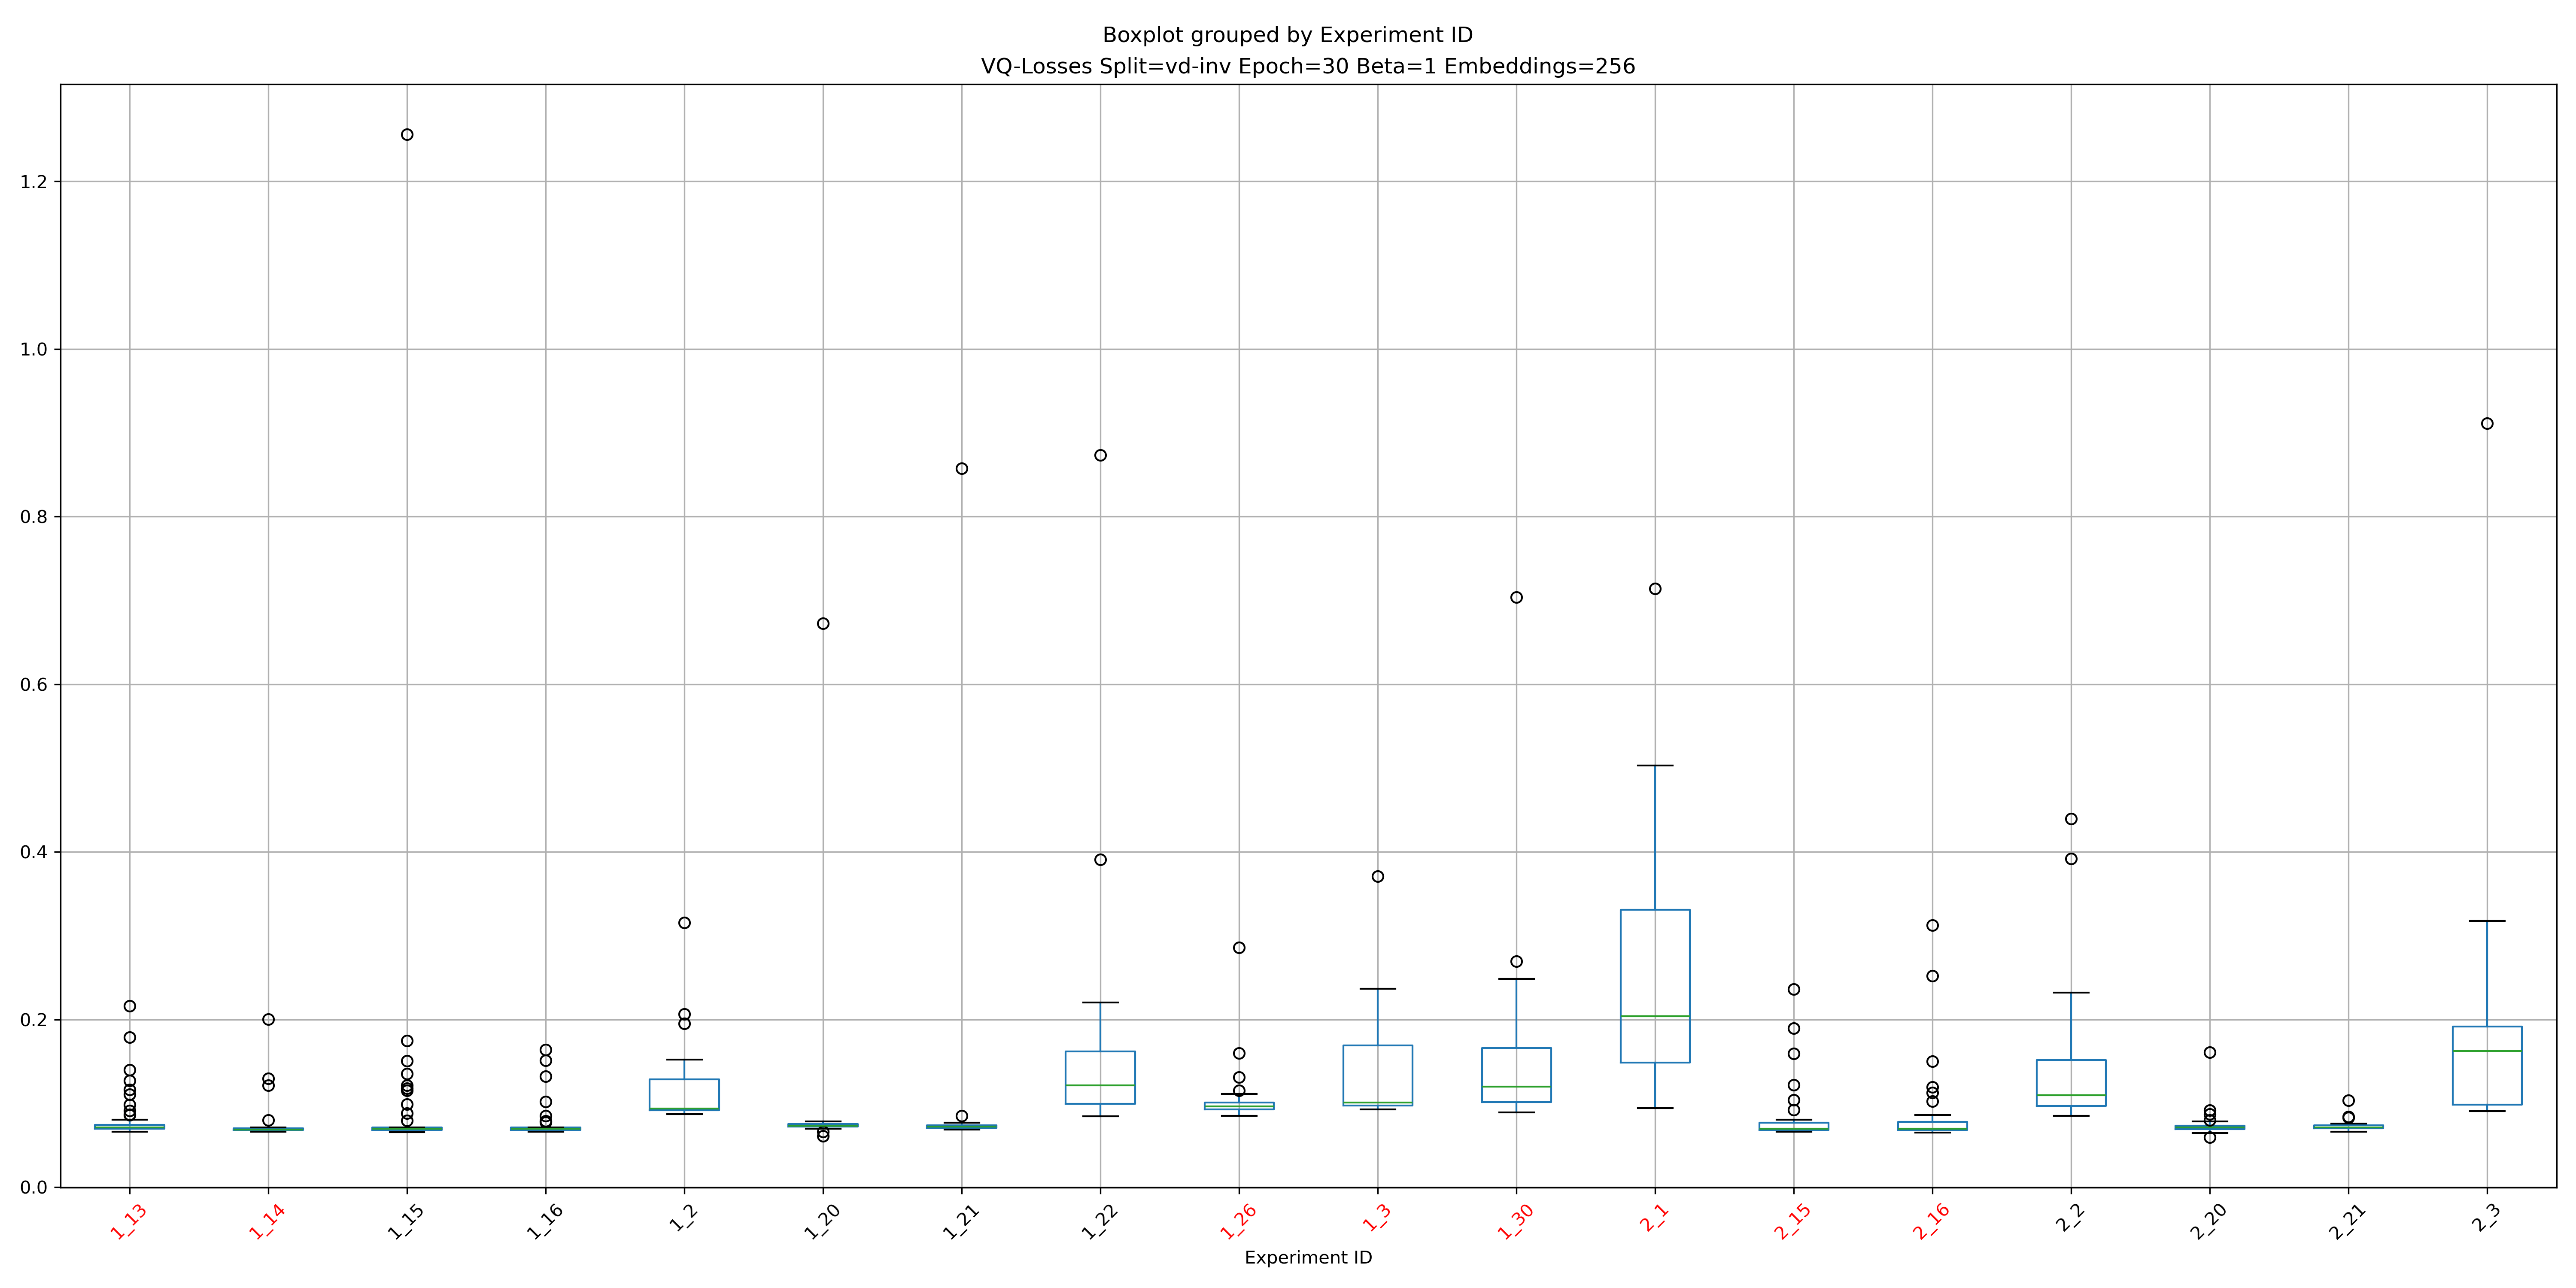 Boxplot grouped by Experiment ID
VQ-Losses Split=vd-inv Epoch=30 Beta=1 Embeddings=256
1.2
1.0
0.8
0.6
0.4
0.2
0.0
1_13 1_14 1_15 1_16 1_2 1_20 1_21 1_22 1_26 1_3 1_30 2_1 2_15 2_16 2_2 2_20 2_21 2_3
Experiment ID